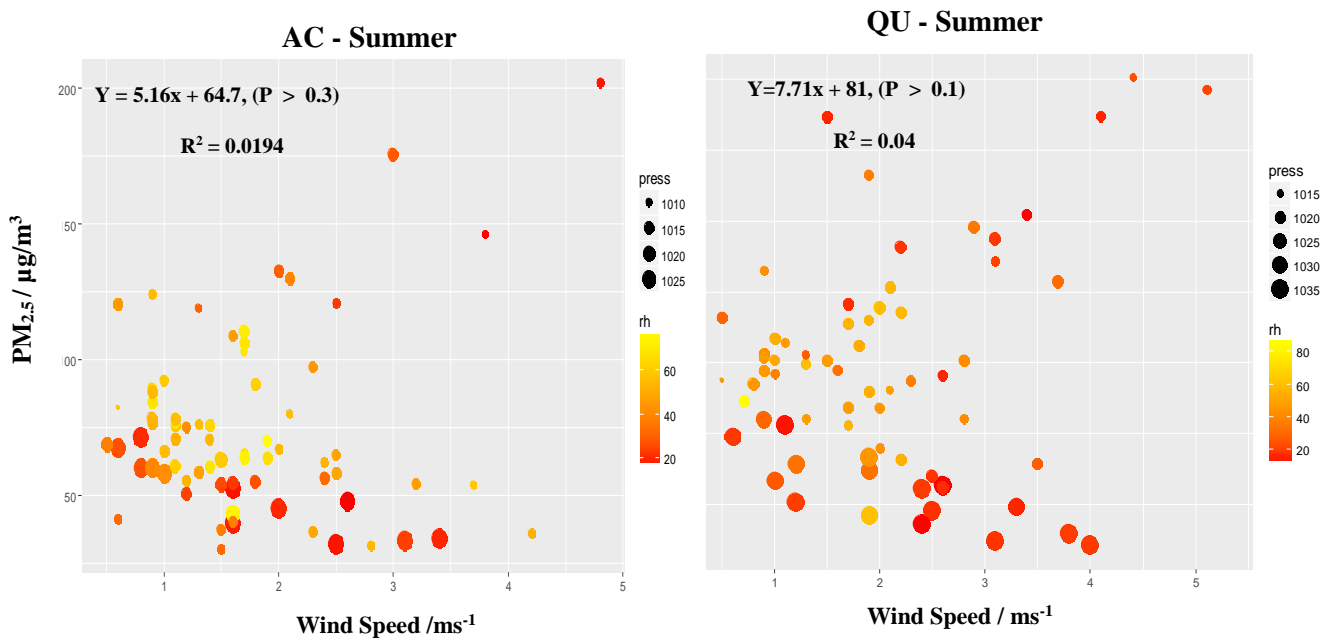 AC - Summer
Y = 5.16x + 64.7, (P > 0.3)
R² = 0.0194
200
50
00
50
PM2.5 / µg/m³
1 2 3 4 5
Wind Speed /ms⁻¹
press
1010
1015
1020
1025
rh
60
40
20
QU - Summer
Y=7.71x + 81, (P > 0.1)
R² = 0.04
1 2 3 4 5
Wind Speed / ms⁻¹
press
1015
1020
1025
1030
1035
rh
80
60
40
20